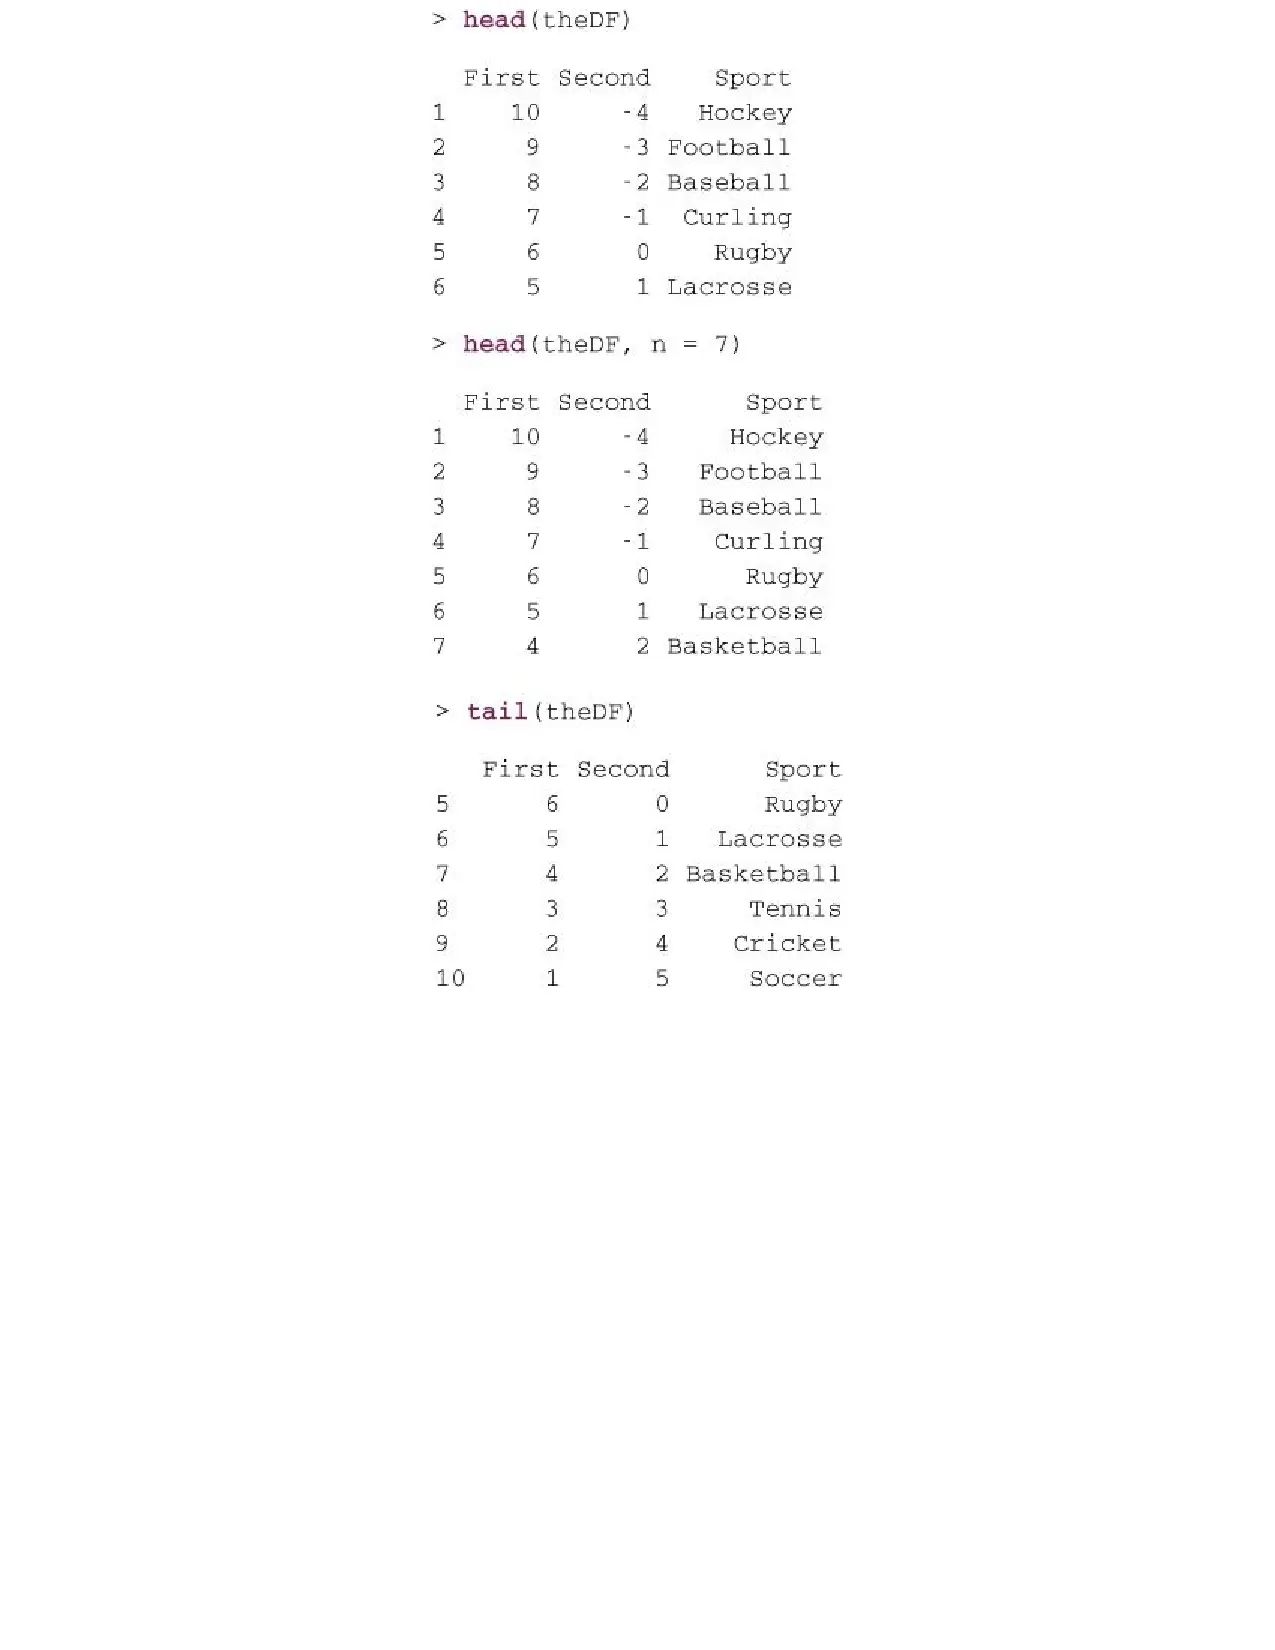 > head(theDF)
First Second Sport
1 10 -4 Hockey
2 9 -3 Football
3 8 -2 Baseball
4 7 -1 Curling
5 6 0 Rugby
6 5 1 Lacrosse
> head(theDF, n = 7)
First Second Sport
1 10 -4 Hockey
2 9 -3 Football
3 8 -2 Baseball
4 7 -1 Curling
5 6 0 Rugby
6 5 1 Lacrosse
7 4 2 Basketball
> tail(theDF)
First Second Sport
5 6 0 Rugby
6 5 1 Lacrosse
7 4 2 Basketball
8 3 3 Tennis
9 2 4 Cricket
10 1 5 Soccer